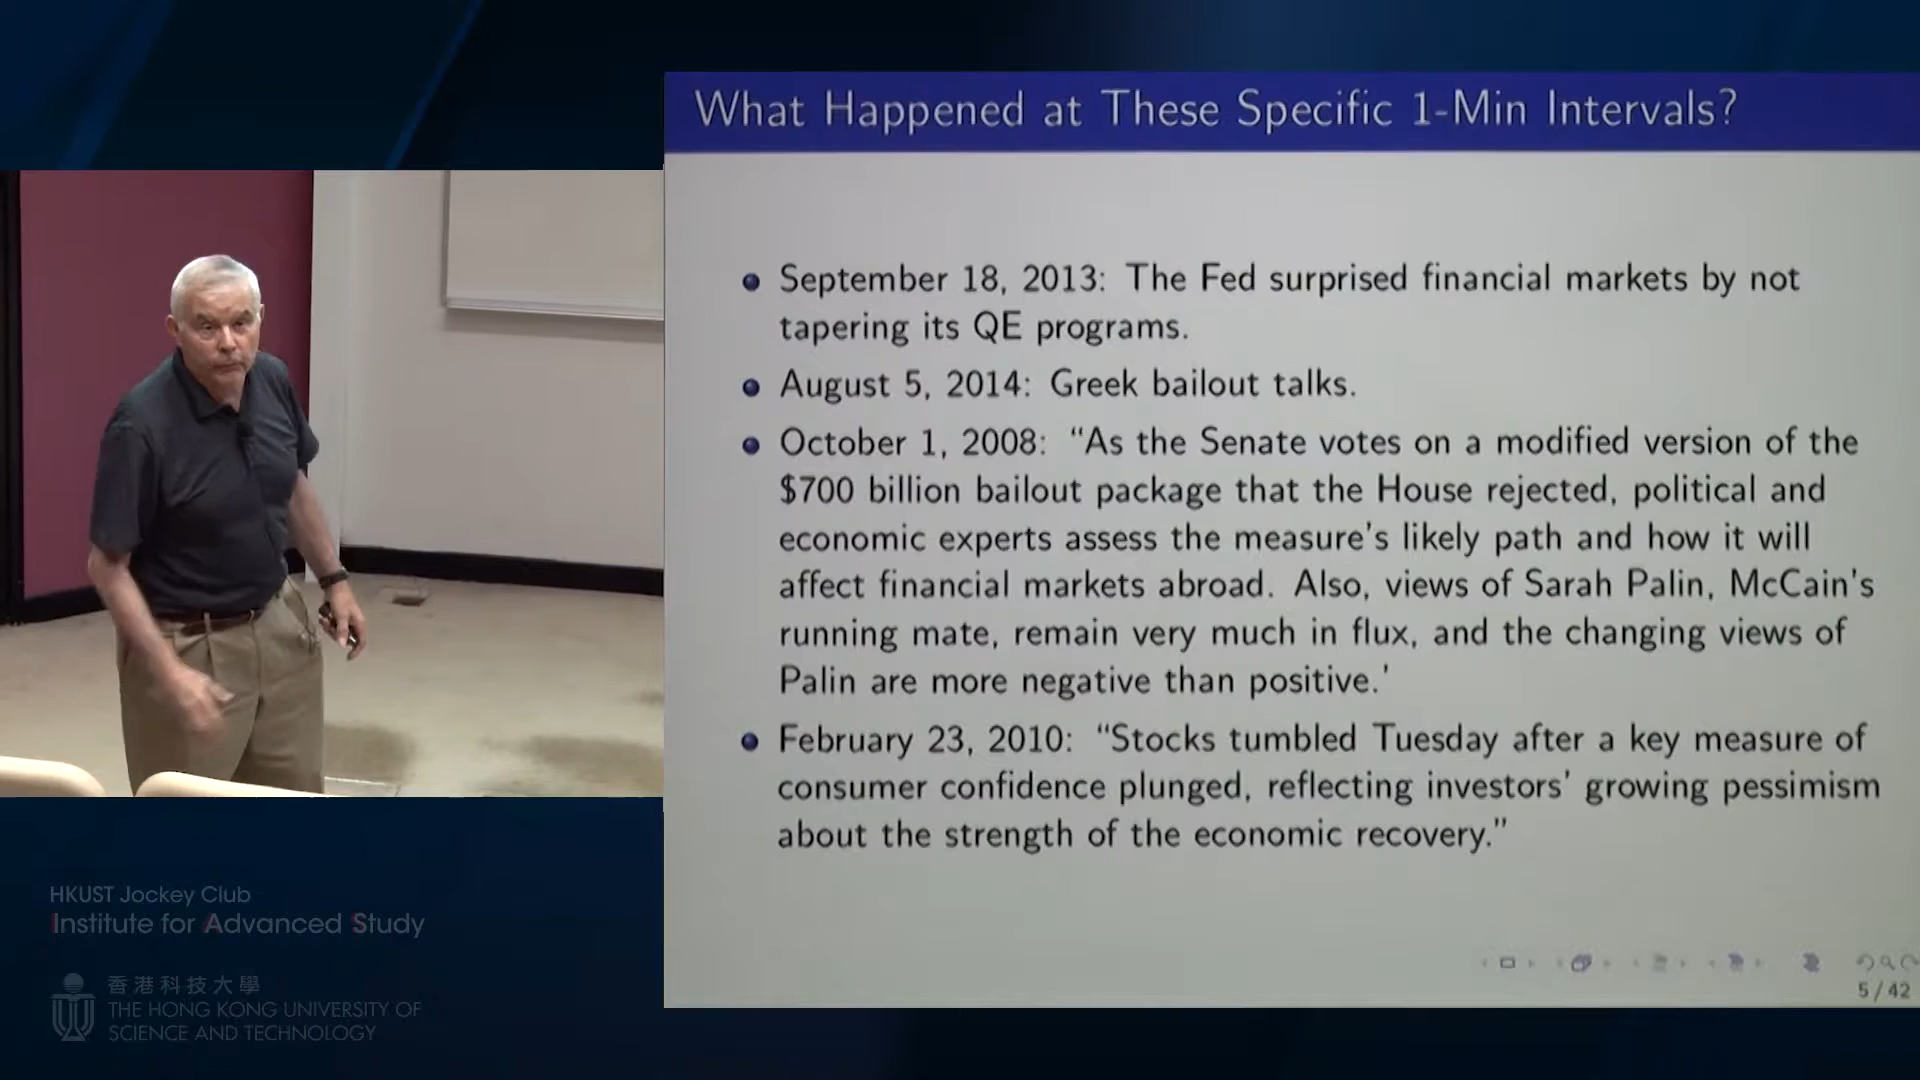 What Happened at These Specific 1-Min Intervals?
September 18, 2013: The Fed surprised financial markets by not
tapering its QE programs.
August 5, 2014: Greek bailout talks.
October 1, 2008: “As the Senate votes on a modified version of the
$700 billion bailout package that the House rejected, political and
economic experts assess the measure's likely path and how it will
affect financial markets abroad. Also, views of Sarah Palin, McCain's
running mate, remain very much in flux, and the changing views of
Palin are more negative than positive.'
February 23, 2010: “Stocks tumbled Tuesday after a key measure of
consumer confidence plunged, reflecting investors' growing pessimism
about the strength of the economic recovery.”
5 / 42
HKUST Jockey Club
Institute for Advanced Study
香港科技大學
THE HONG KONG UNIVERSITY OF
SCIENCE AND TECHNOLOGY